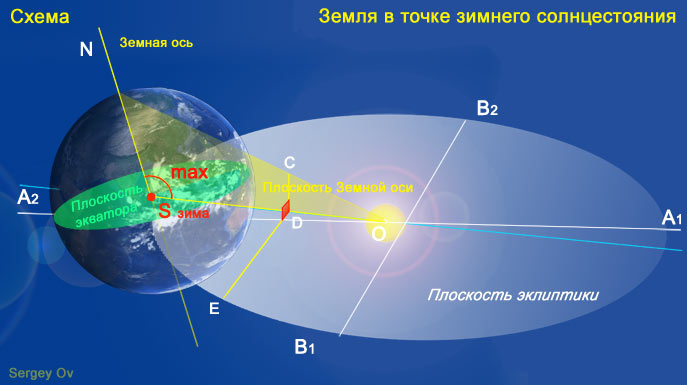 Схема
Земля в точке зимнего солнцестояния
Земная ось
N
B2
C
max
Плоскость Земной оси
A2
Плоскость
экватора
S зима
D
O
A1
E
Плоскость эклиптики
B1
Sergey Ov